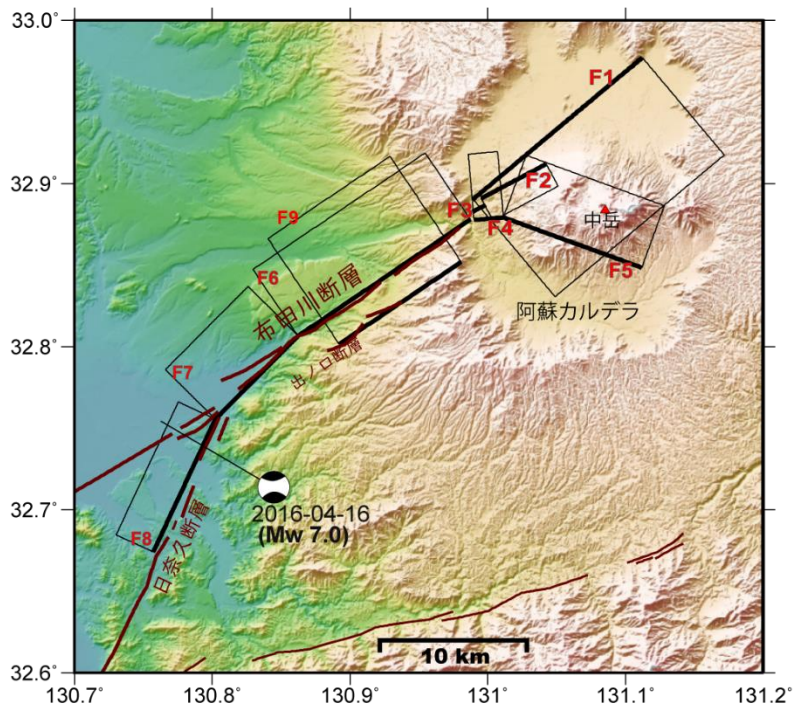 33.0°
F1
32.9°
F2
F3
F4
中岳
F9
F5
F6
布田川断層
阿蘇カルデラ
32.8°
出ノ口断層
F7
32.7°
2016-04-16
(Mw 7.0)
F8
日奈久断層
10 km
32.6°
130.7°
130.8°
130.9°
131°
131.1°
131.2°